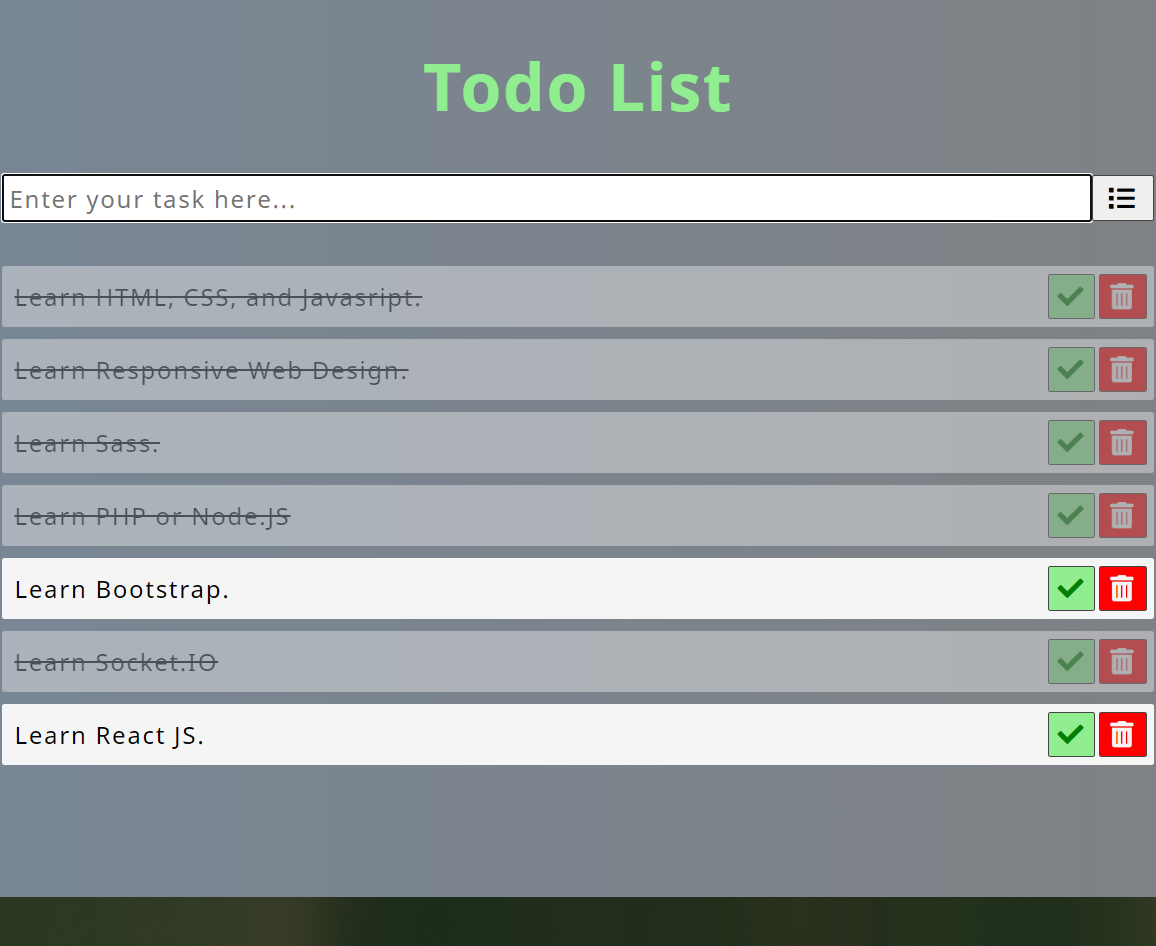 Todo List
Enter your task here...
Learn HTML, CSS, and Javasript.
Learn Responsive Web Design.
Learn Sass.
Learn PHP or Node.JS
Learn Bootstrap.
Learn Socket.IO
Learn React JS.